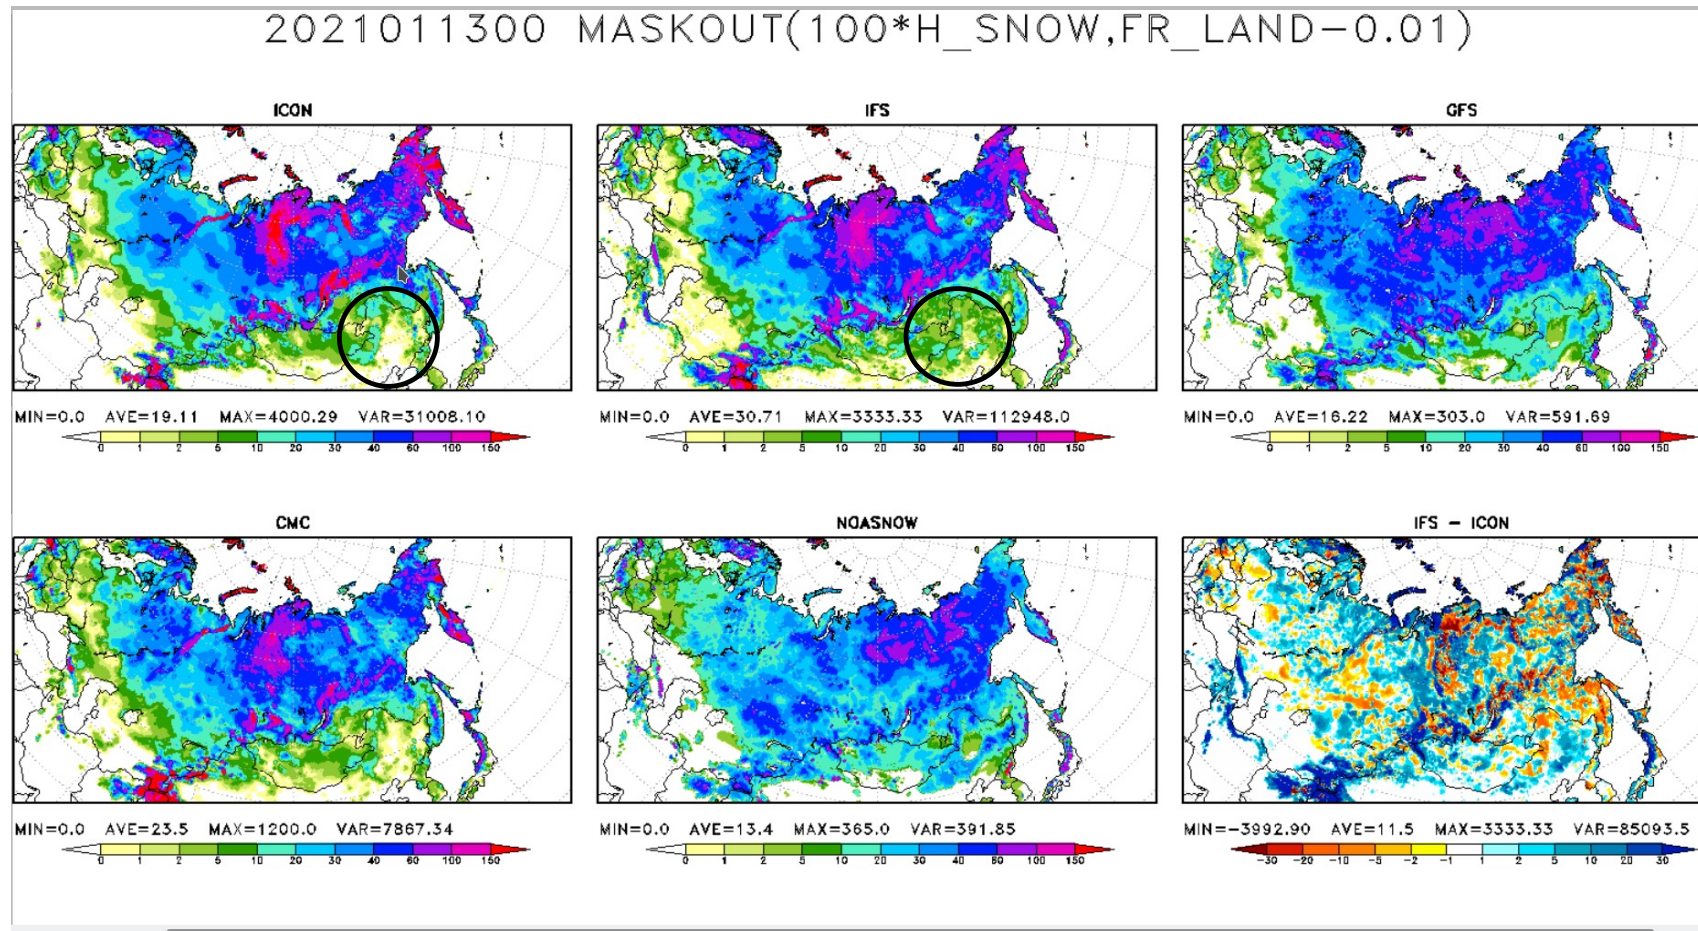 2021011300 MASKOUT(100*H_SNOW,FR_LAND-0.01)
ICON
IFS
GFS
MIN=0.0 AVE=19.11 MAX=4000.29 VAR=31008.10
MIN=0.0 AVE=30.71 MAX=3333.33 VAR=112948.0
MIN=0.0 AVE=16.22 MAX=303.0 VAR=591.69
0 1 2 5 10 20 30 40 60 100 150
0 1 2 5 10 20 30 40 60 100 150
0 1 2 5 10 20 30 40 60 100 150
CMC
NOASNOW
IFS - ICON
MIN=0.0 AVE=23.5 MAX=1200.0 VAR=7867.34
MIN=0.0 AVE=13.4 MAX=365.0 VAR=391.85
MIN=-3992.90 AVE=11.5 MAX=3333.33 VAR=85093.5
0 1 2 5 10 20 30 40 60 100 150
0 1 2 5 10 20 30 40 60 100 150
-30 -20 -10 -5 -2 -1 1 2 5 10 20 30